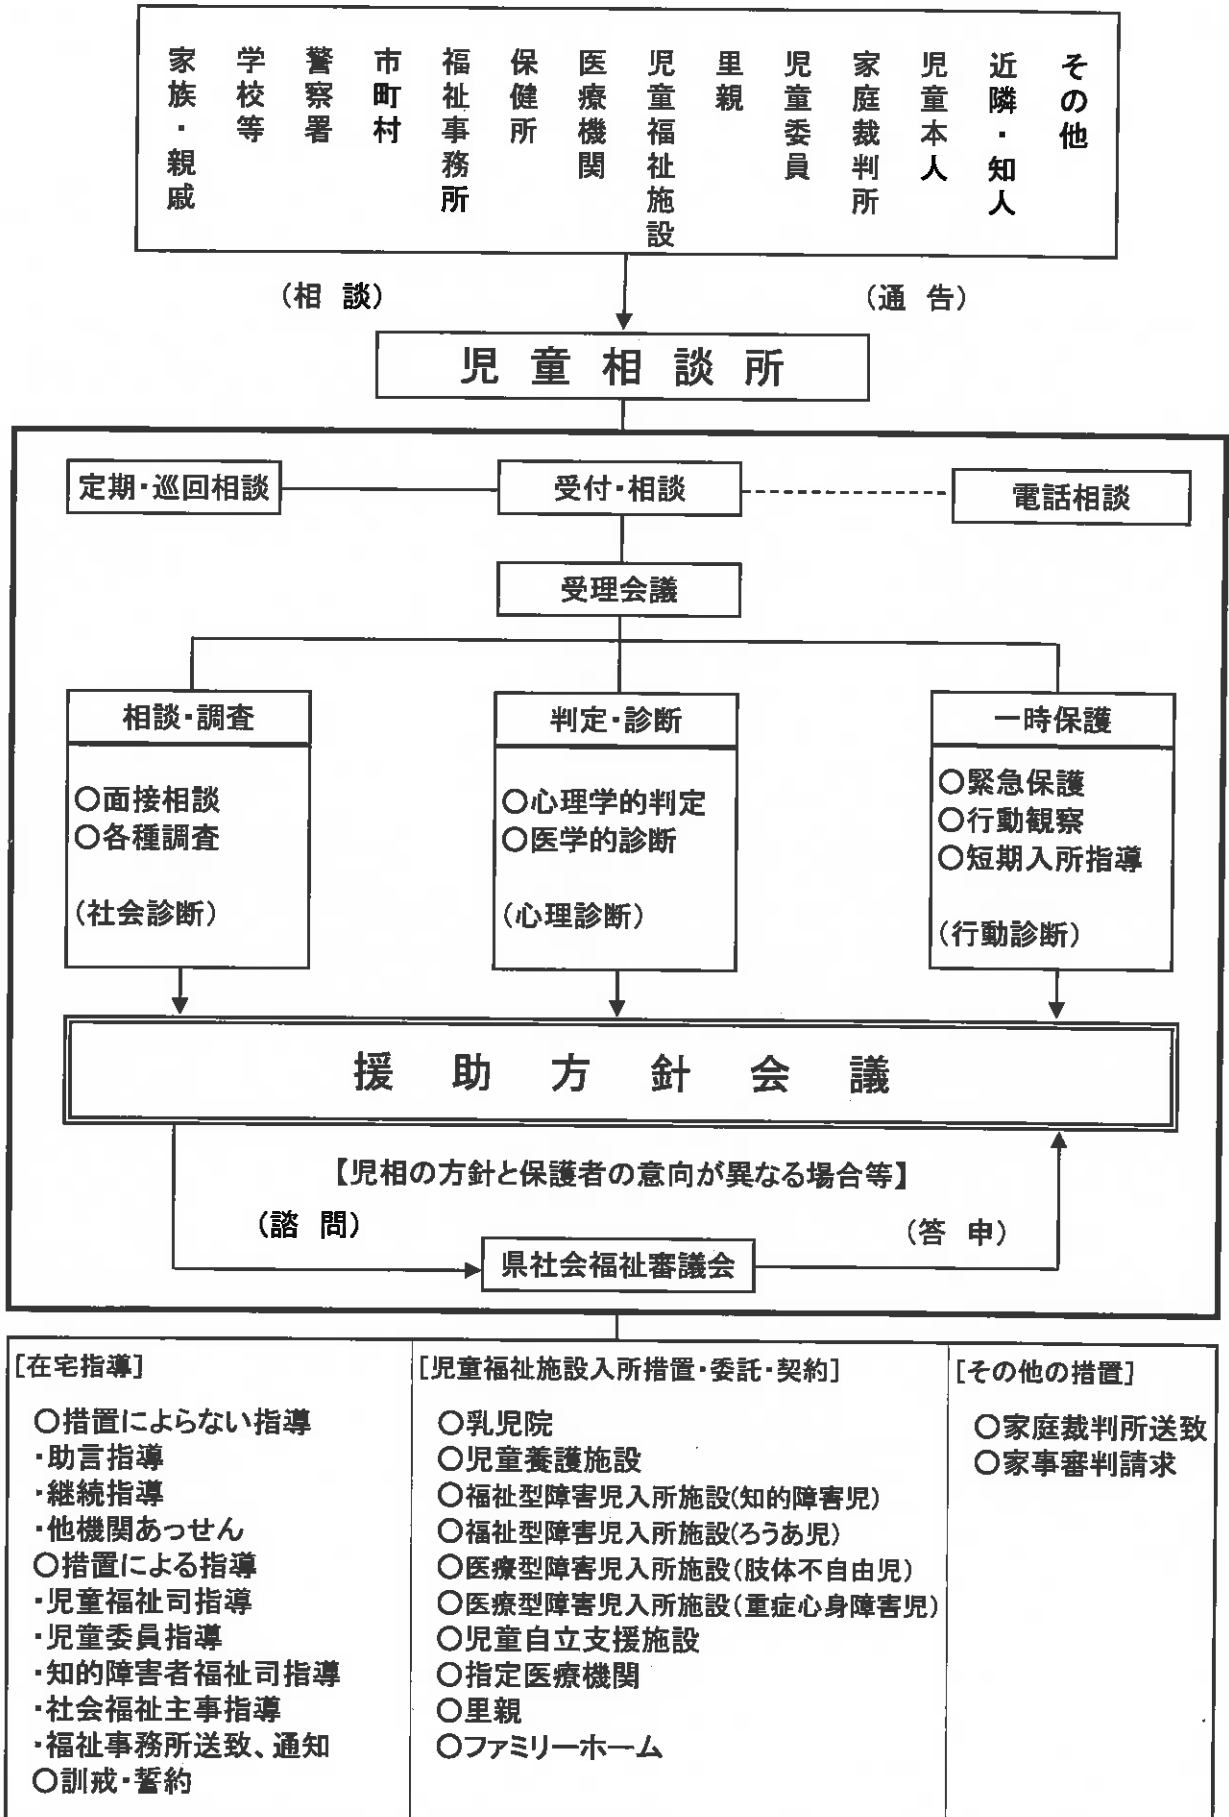 家族・親戚
学校等
警察署
市町村
福祉事務所
保健所
医療機関
児童福祉施設
里親
児童委員
家庭裁判所
児童本人
近隣・知人
その他
(相 談)
(通 告)
児童相談所
定期・巡回相談
受付・相談
電話相談
受理会議
相談・調査
○面接相談
○各種調査
(社会診断)
判定・診断
○心理学的判定
○医学的診断
(心理診断)
一時保護
○緊急保護
○行動観察
○短期入所指導
(行動診断)
援助方針会議
【児相の方針と保護者の意向が異なる場合等】
(諮 問)
(答 申)
県社会福祉審議会
[在宅指導]
○措置によらない指導
・助言指導
・継続指導
・他機関あっせん
○措置による指導
・児童福祉司指導
・児童委員指導
・知的障害者福祉司指導
・社会福祉主事指導
・福祉事務所送致、通知
○訓戒・誓約
[児童福祉施設入所措置・委託・契約]
○乳児院
○児童養護施設
○福祉型障害児入所施設(知的障害児)
○福祉型障害児入所施設(ろうあ児)
○医療型障害児入所施設(肢体不自由児)
○医療型障害児入所施設(重症心身障害児)
○児童自立支援施設
○指定医療機関
○里親
○ファミリーホーム
[その他の措置]
○家庭裁判所送致
○家事審判請求